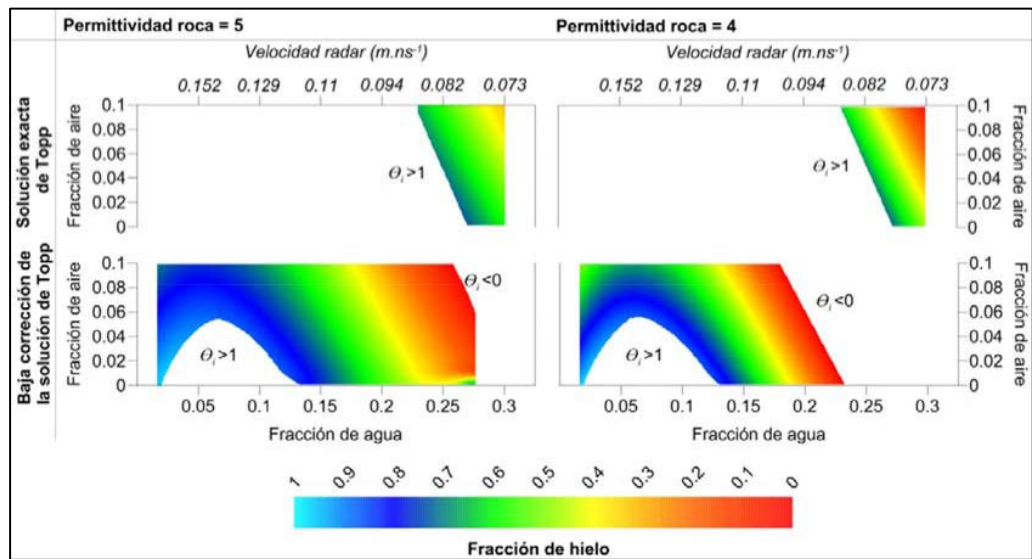 Permittividad roca = 5
Permittividad roca = 4
Velocidad radar (m.ns⁻¹)
Velocidad radar (m.ns⁻¹)
0.152 0.129 0.11 0.094 0.082 0.073
0.152 0.129 0.11 0.094 0.082 0.073
Solución exacta
de Topp
Fracción de aire
0.1
0.08
0.06
0.04
0.02
0
Θi>1
Θi>1
0.1
0.08
0.06
0.04
0.02
0
Fracción de aire
Baja corrección de
la solución de Topp
Fracción de aire
0.1
0.08
0.06
0.04
0.02
0
Θi>1
Θi<0
Θi>1
Θi<0
0.1
0.08
0.06
0.04
0.02
0
Fracción de aire
0.05 0.1 0.15 0.2 0.25 0.3
0.05 0.1 0.15 0.2 0.25 0.3
Fracción de agua
Fracción de agua
1 0.9 0.8 0.7 0.6 0.5 0.4 0.3 0.2 0.1 0
Fracción de hielo